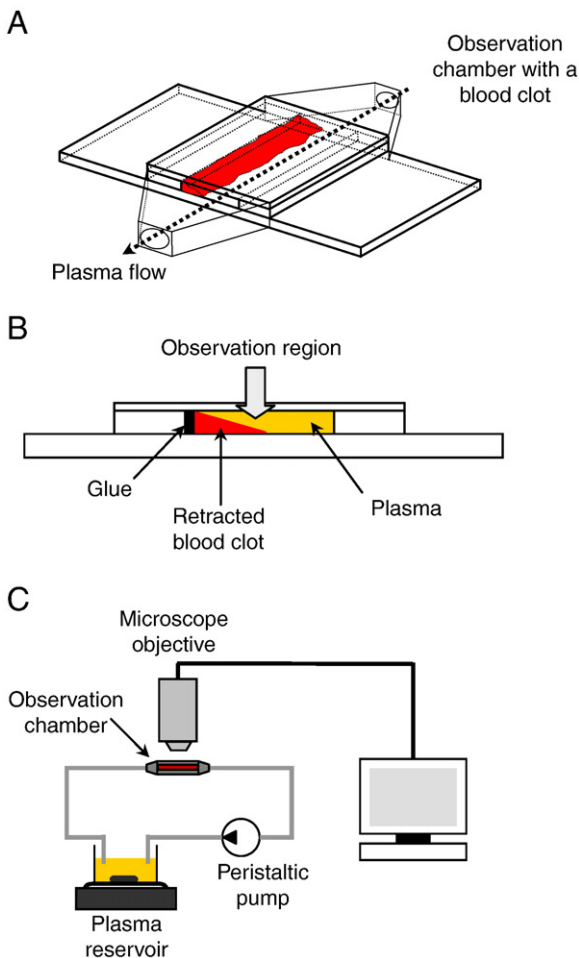 A
Observation
chamber with a
blood clot
Plasma flow
B
Observation region
Glue
Retracted
blood clot
Plasma
C
Microscope
objective
Observation
chamber
Peristaltic
pump
Plasma
reservoir